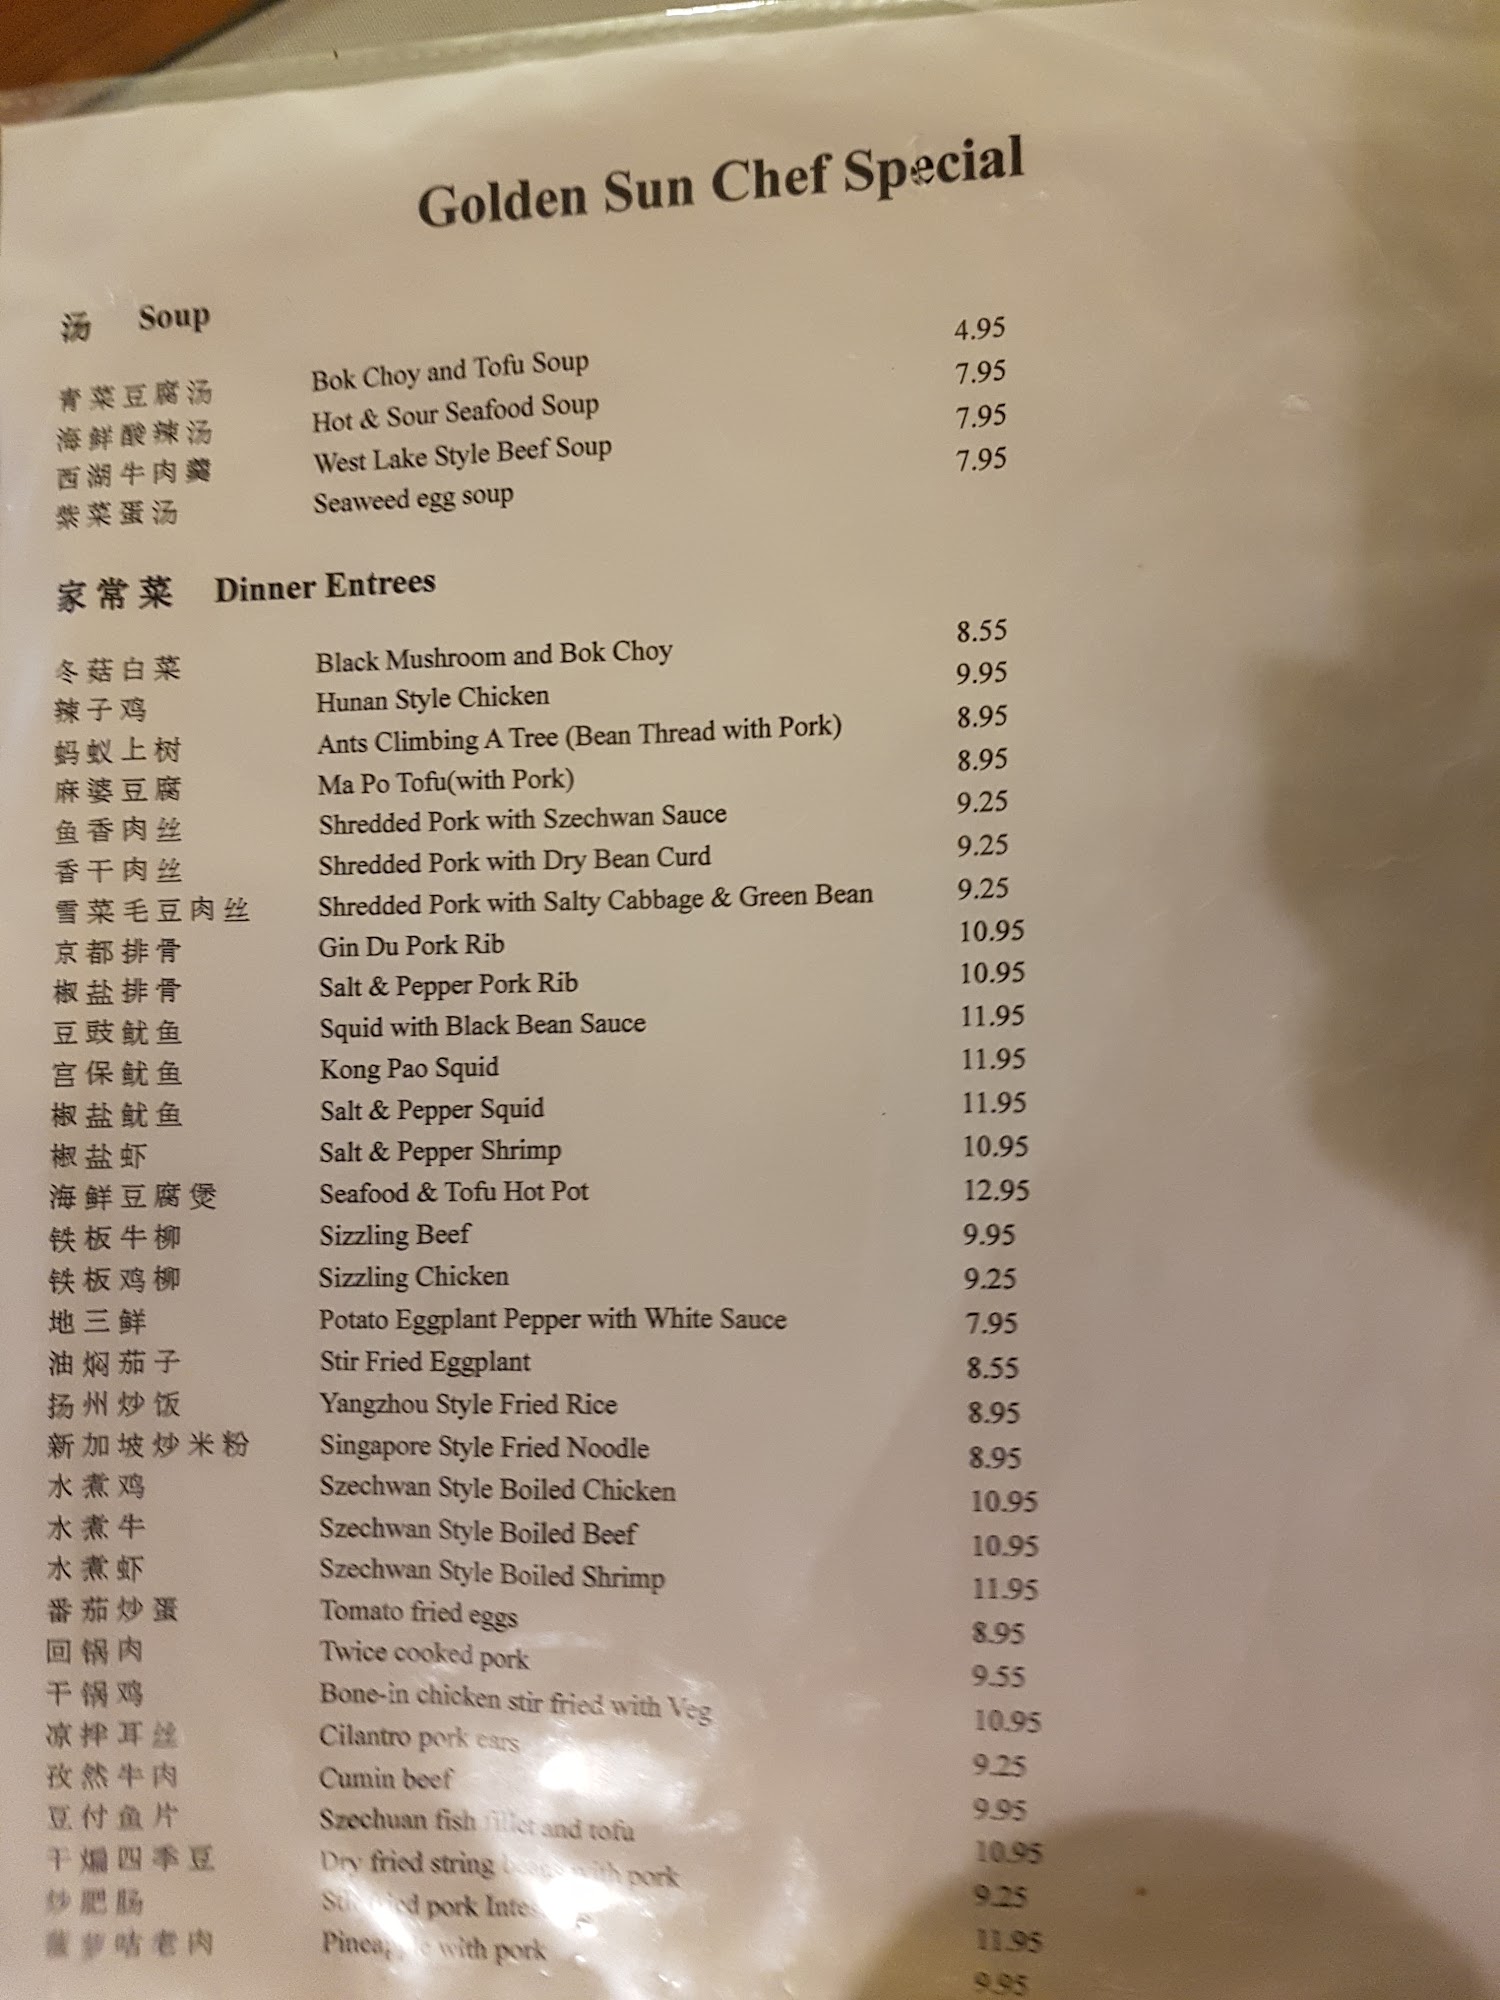 Golden Sun Chef Special
汤 Soup
青菜豆腐汤 Bok Choy and Tofu Soup 4.95
海鲜酸辣汤 Hot & Sour Seafood Soup 7.95
西湖牛肉羹 West Lake Style Beef Soup 7.95
紫菜蛋汤 Seaweed egg soup 7.95
家常菜 Dinner Entrees
冬菇白菜 Black Mushroom and Bok Choy 8.55
辣子鸡 Hunan Style Chicken 9.95
蚂蚁上树 Ants Climbing A Tree (Bean Thread with Pork) 8.95
麻婆豆腐 Ma Po Tofu(with Pork) 8.95
鱼香肉丝 Shredded Pork with Szechwan Sauce 9.25
香干肉丝 Shredded Pork with Dry Bean Curd 9.25
雪菜毛豆肉丝 Shredded Pork with Salty Cabbage & Green Bean 9.25
京都排骨 Gin Du Pork Rib 10.95
椒盐排骨 Salt & Pepper Pork Rib 10.95
豆豉鱿鱼 Squid with Black Bean Sauce 11.95
宫保鱿鱼 Kong Pao Squid 11.95
椒盐鱿鱼 Salt & Pepper Squid 11.95
椒盐虾 Salt & Pepper Shrimp 10.95
海鲜豆腐煲 Seafood & Tofu Hot Pot 12.95
铁板牛柳 Sizzling Beef 9.95
铁板鸡柳 Sizzling Chicken 9.25
地三鲜 Potato Eggplant Pepper with White Sauce 7.95
油焖茄子 Stir Fried Eggplant 8.55
扬州炒饭 Yangzhou Style Fried Rice 8.95
新加坡炒米粉 Singapore Style Fried Noodle 8.95
水煮鸡 Szechwan Style Boiled Chicken 10.95
水煮牛 Szechwan Style Boiled Beef 10.95
水煮虾 Szechwan Style Boiled Shrimp 11.95
番茄炒蛋 Tomato fried eggs 8.95
回锅肉 Twice cooked pork 9.55
干锅鸡 Bone-in chicken stir fried with Veg 10.95
凉拌耳丝 Cilantro pork ears 9.25
孜然牛肉 Cumin beef 9.95
豆付鱼片 Szechuan fish fillet and tofu 10.95
干煸四季豆 Dry fried string with pork 9.25
炒肥肠 pork 11.95
菠萝咕老肉 Pineapple with pork 9.95